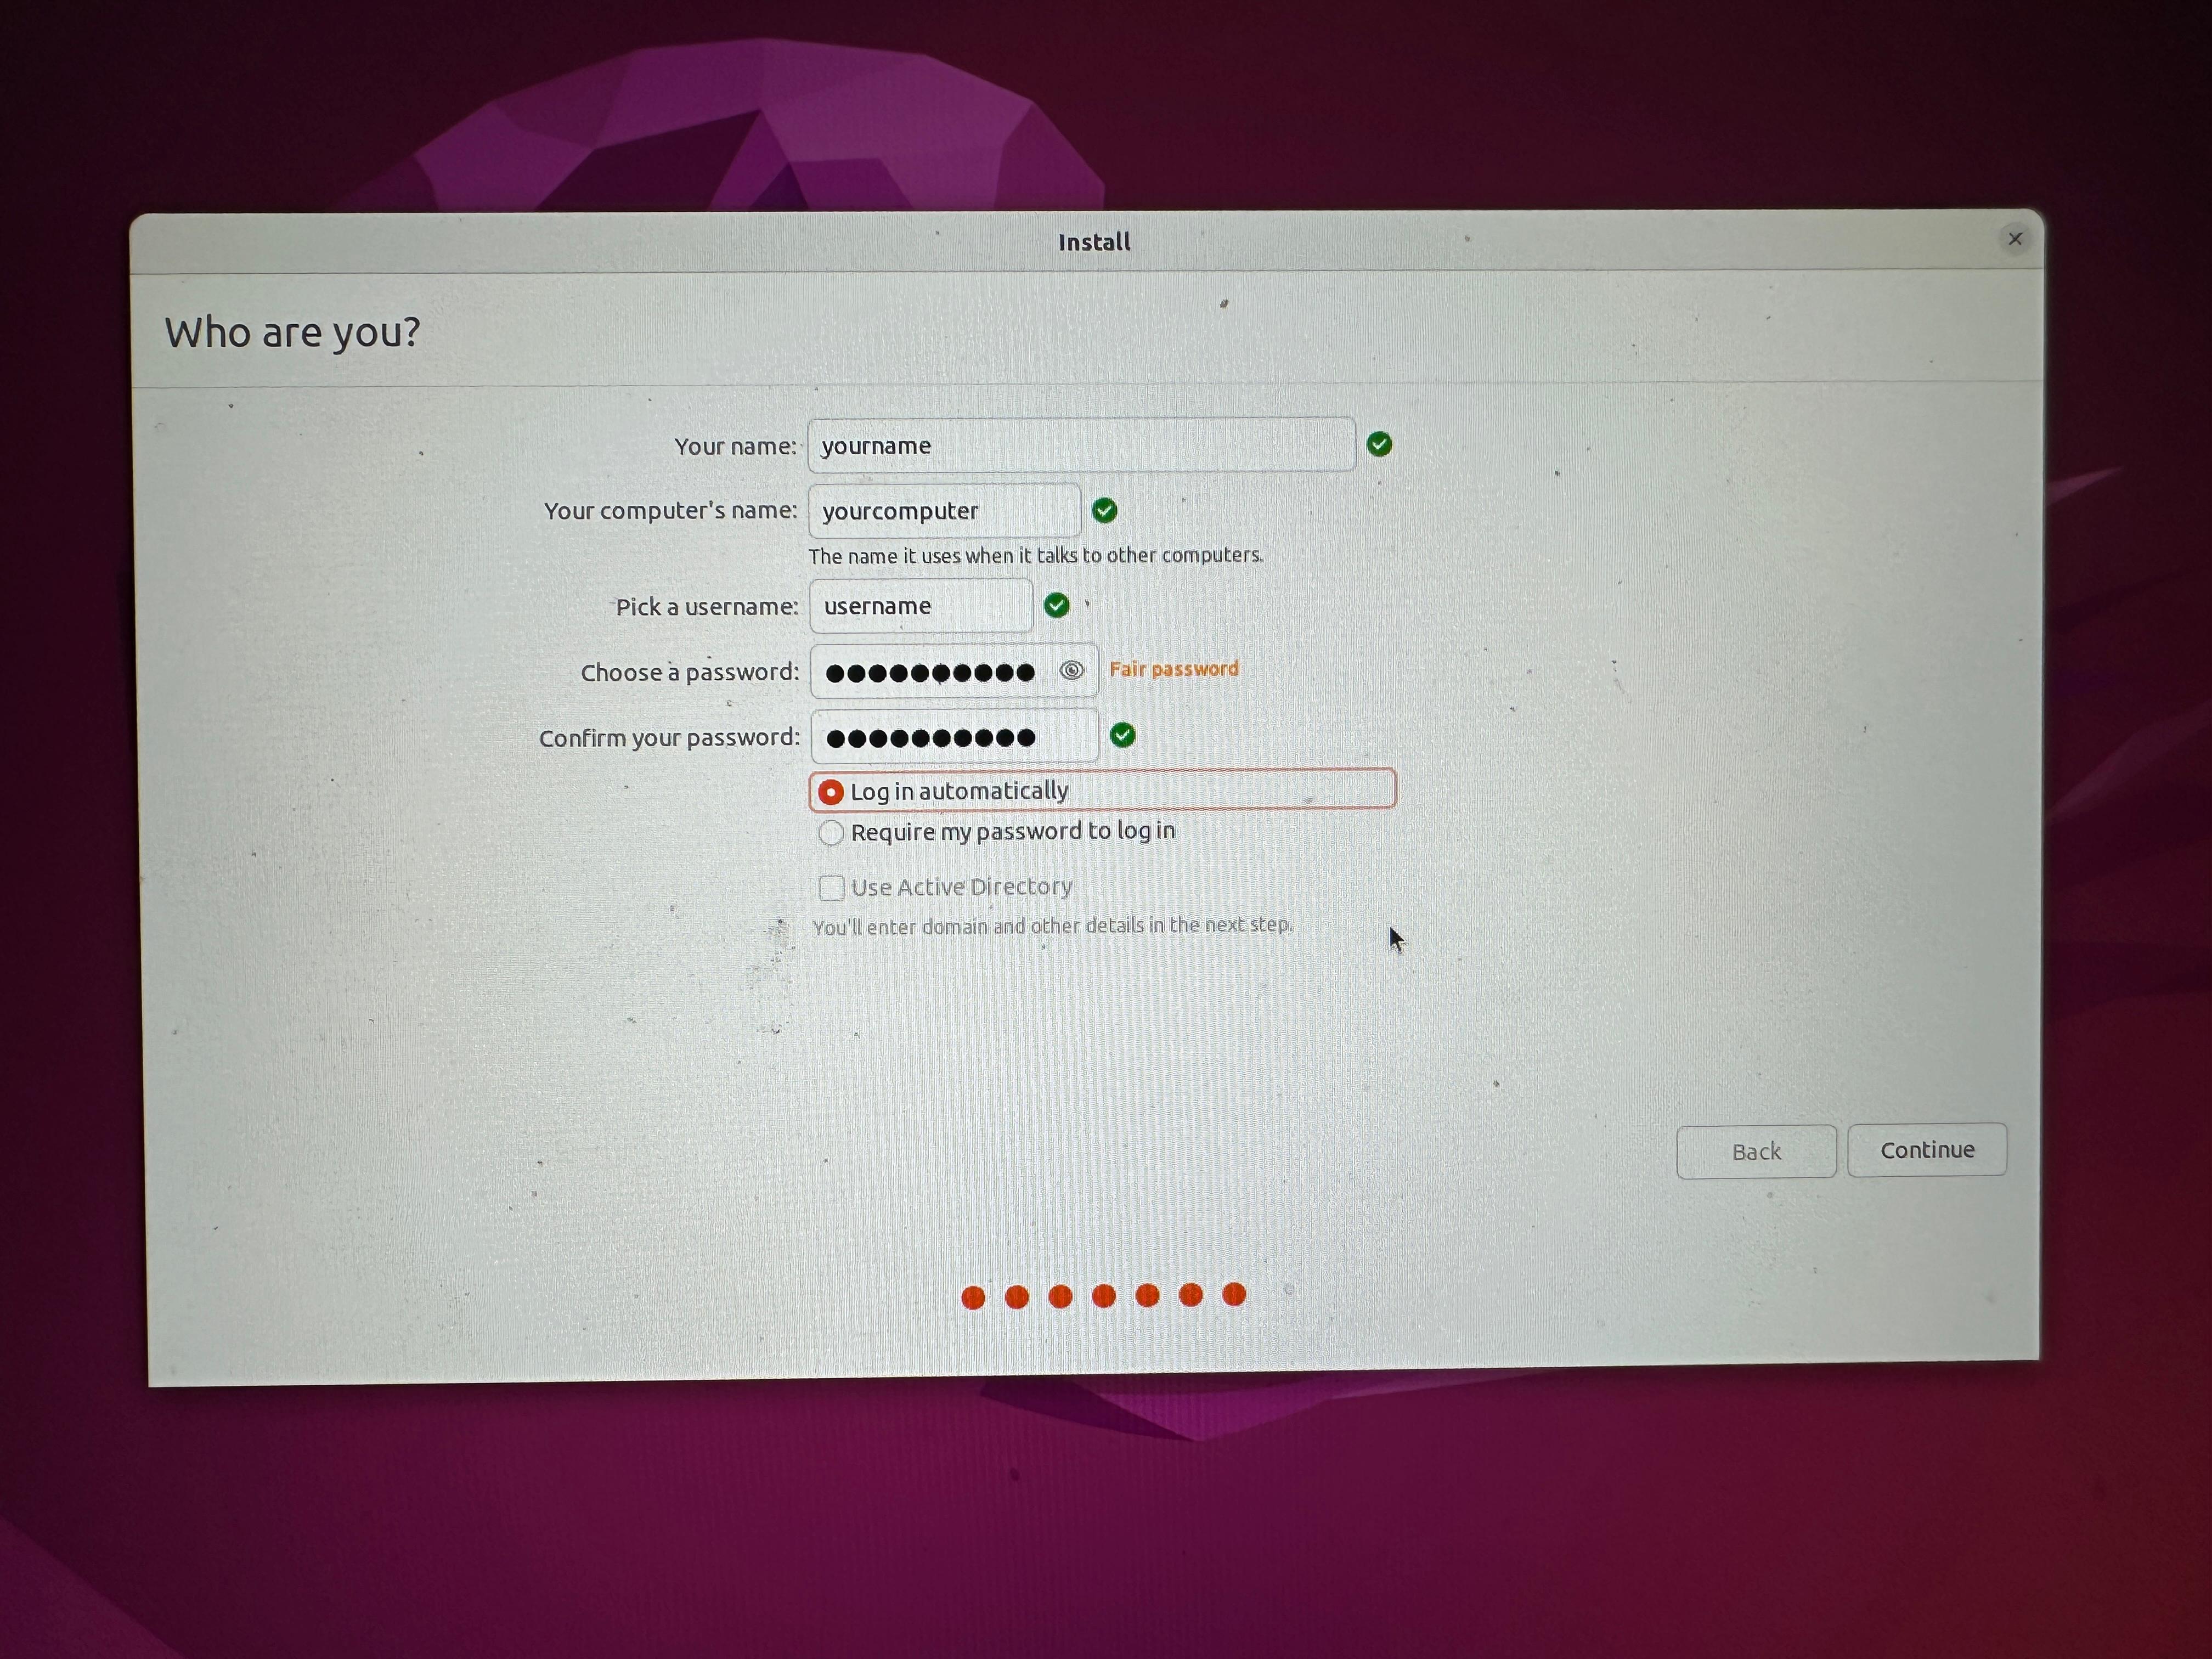 Install
Who are you?
Your name: yourname
Your computer's name: yourcomputer
The name it uses when it talks to other computers.
Pick a username: username
Choose a password: ●●●●●●●●●● Fair password
Confirm your password: ●●●●●●●●●●
Log in automatically
Require my password to log in
Use Active Directory
You'll enter domain and other details in the next step.
Back Continue